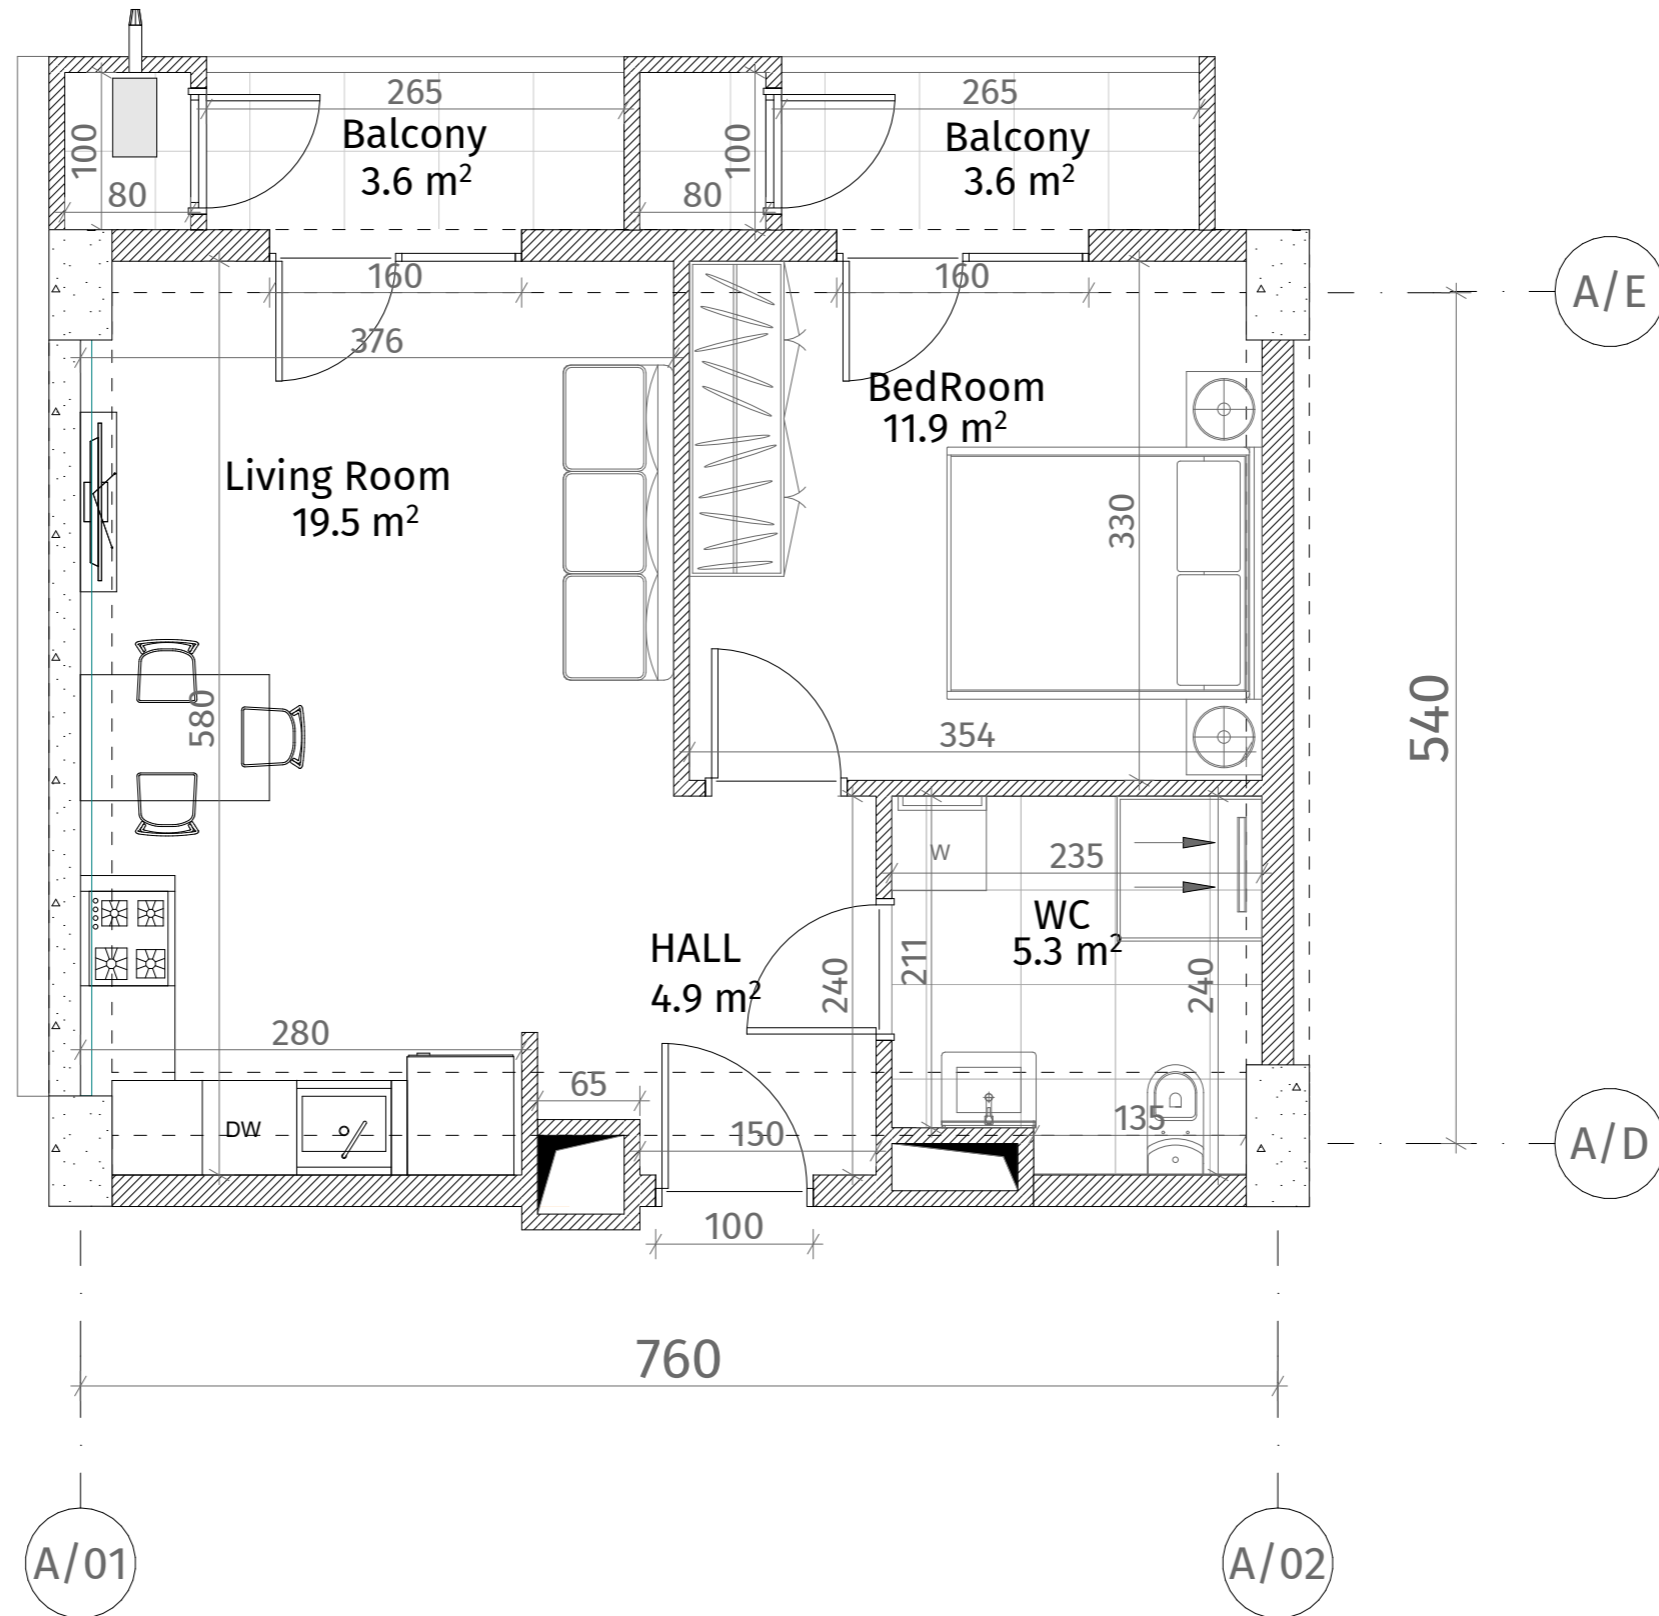 265
265
Balcony
3.6 m²
Balcony
3.6 m²
100
80
100
80
160
160
A/E
376
BedRoom
11.9 m²
Living Room
19.5 m²
330
580
354
540
W
235
WC
5.3 m²
HALL
4.9 m²
240
211
240
280
65
DW
150
135
A/D
100
760
A/01
A/02